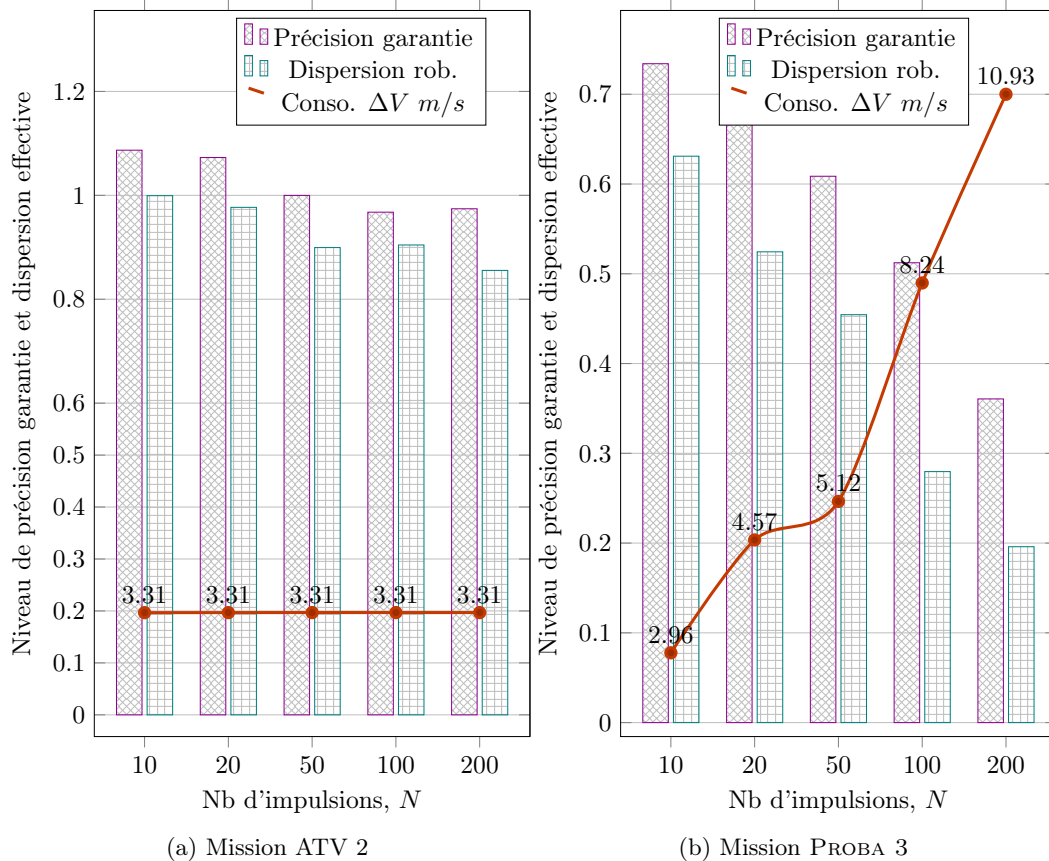 Précision garantie
Dispersion rob.
Conso. ΔV m/s
Niveau de précision garantie et dispersion effective
1.2
1
0.8
0.6
0.5
0.4
0.3
0.2
0.1
0
3.31 3.31 3.31 3.31 3.31
10 20 50 100 200
Nb d'impulsions, N
(a) Mission ATV 2
Précision garantie
Dispersion rob.
Conso. ΔV m/s
Niveau de précision garantie et dispersion effective
0.7
0.6
0.5
0.4
0.3
0.2
0.1
0
2.96 4.57 5.12 8.24 10.93
10 20 50 100 200
Nb d'impulsions, N
(b) Mission PROBA 3